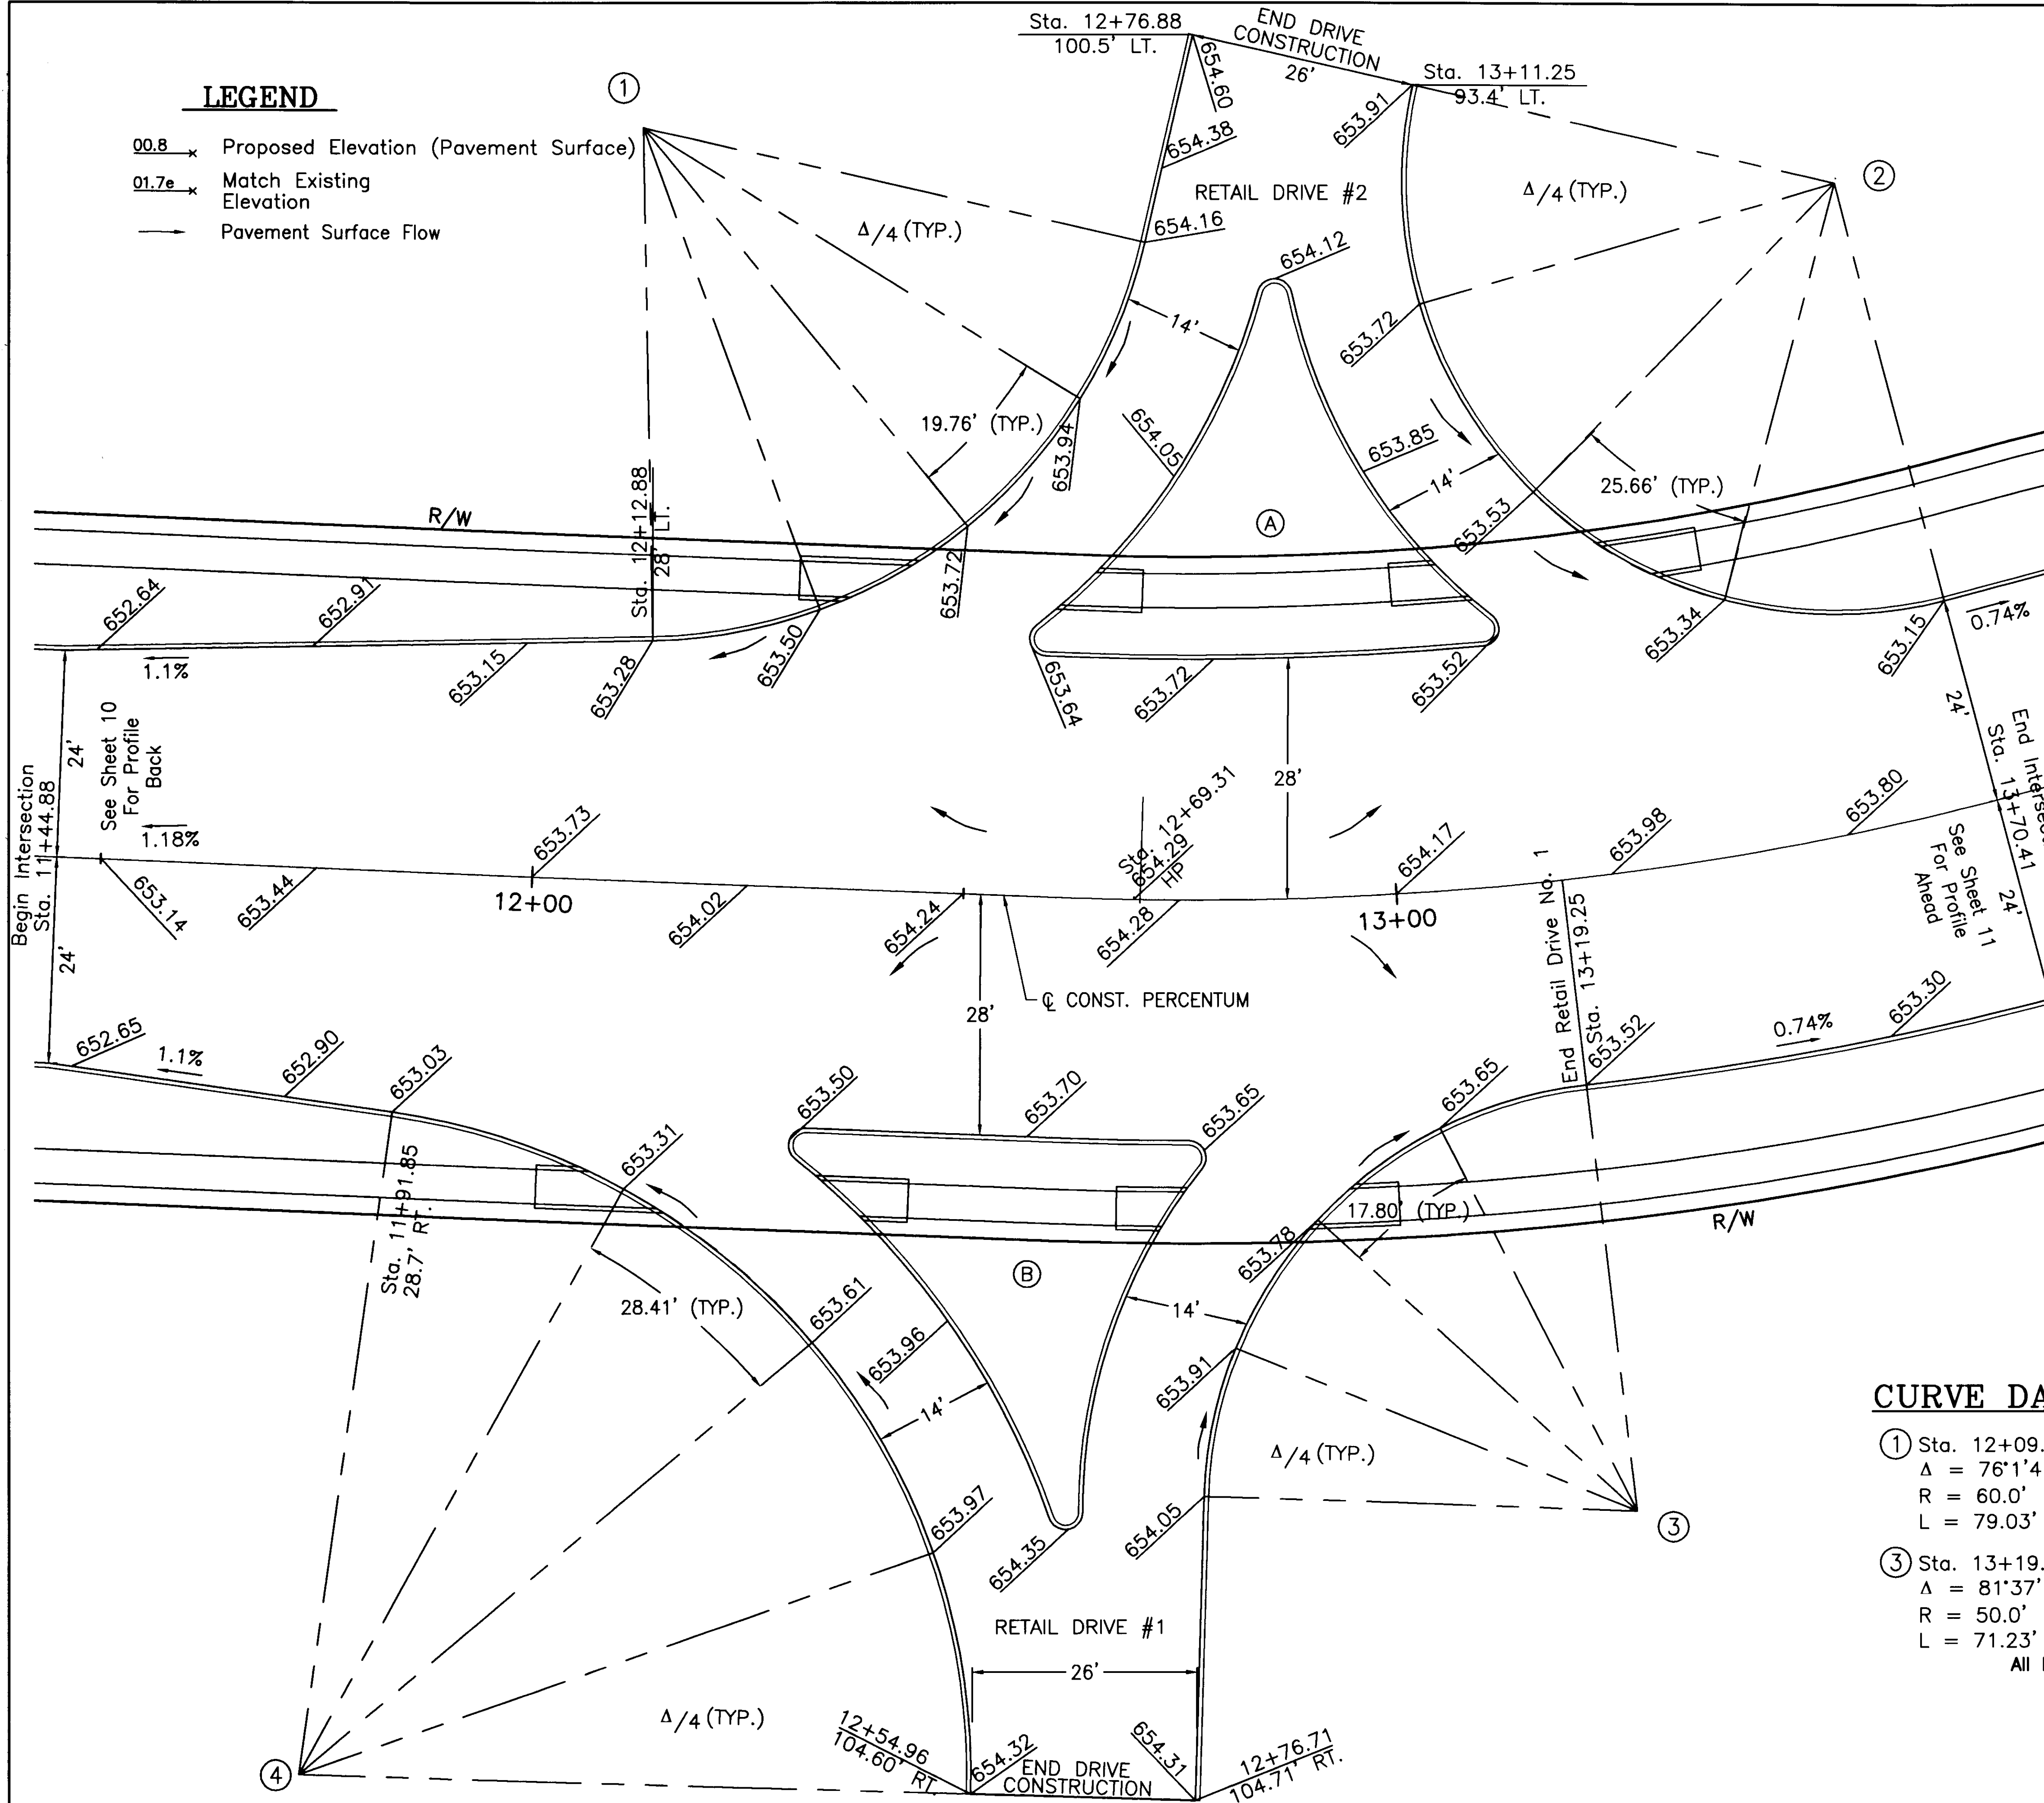 LEGEND
00.8 x Proposed Elevation (Pavement Surface)
01.7e x Match Existing
Elevation
Pavement Surface Flow
1
Sta. 12+76.88
100.5' LT.
END DRIVE
CONSTRUCTION
26'
Sta. 13+11.25
93.4' LT.
654.60
654.38
653.91
RETAIL DRIVE #2
Δ/4 (TYP.)
2
Δ/4 (TYP.)
654.16
654.12
14'
653.72
19.76' (TYP.)
653.94
654.05
653.85
14'
25.66' (TYP.)
R/W
Sta. 12+12.88
28' LT.
A
653.53
652.64
652.91
653.72
1.1%
653.15
653.28
653.50
653.64
653.72
653.52
653.34
653.15
0.74%
Begin Intersection
Sta. 11+44.88
24'
See Sheet 10
For Profile
Back
1.18%
28'
24'
Sta. 13+70.41
Sta. 12+69.31
654.29
HP
653.14
653.44
653.73
12+00
654.02
654.24
654.28
654.17
13+00
653.98
653.80
See Sheet 11
For Profile
Ahead
24'
24'
28'
℄ CONST. PERCENTUM
End Retail Drive No. 1
Sta. 13+19.25
652.65
1.1%
652.90
653.03
653.50
653.70
653.65
653.65
653.52
0.74%
653.30
653.31
Sta. 11+91.85
28.7' RT.
17.80' (TYP.)
R/W
653.78
B
28.41' (TYP.)
653.61
14'
653.96
653.91
14'
Δ/4 (TYP.)
653.97
654.35
654.05
3
RETAIL DRIVE #1
26'
Δ/4 (TYP.)
4
12+54.96
104.60' RT.
654.32
END DRIVE
CONSTRUCTION
654.31
12+76.71
104.71' RT.
CURVE DA
1 Sta. 12+09.
Δ = 76°1'4
R = 60.0'
L = 79.03'
3 Sta. 13+19.
Δ = 81°37'
R = 50.0'
L = 71.23'
All